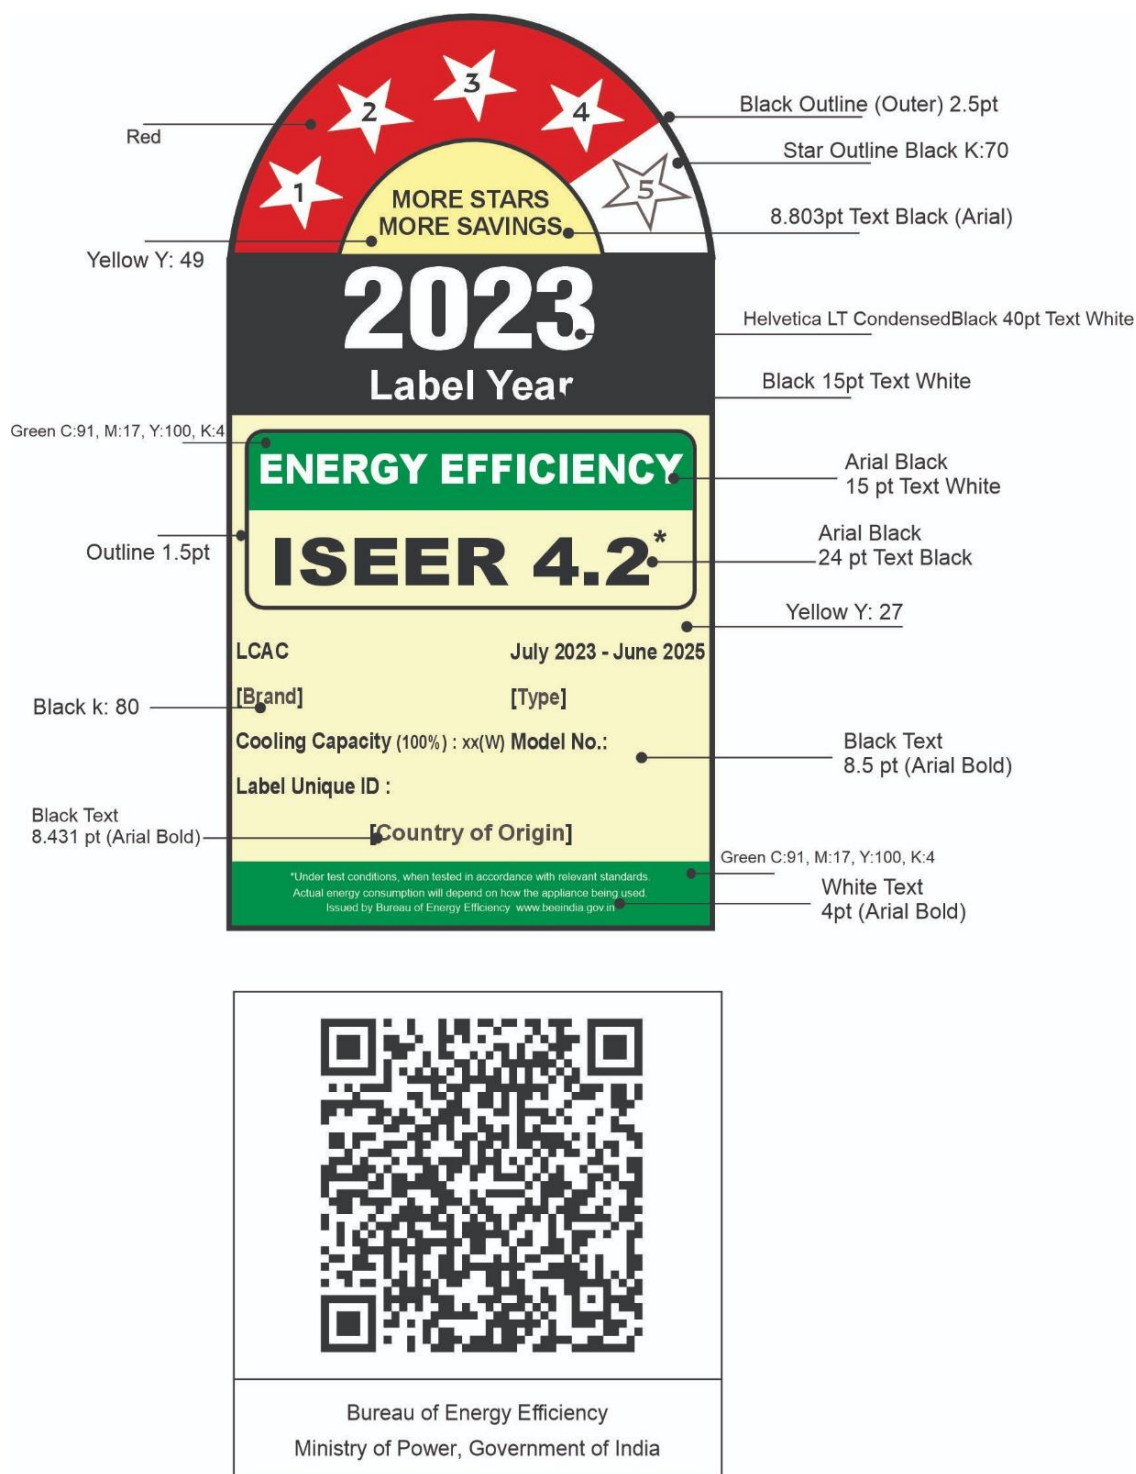 1
2
3
4
5
MORE STARS
MORE SAVINGS
Red
Yellow Y: 49
Black Outline (Outer) 2.5pt
Star Outline Black K:70
8.803pt Text Black (Arial)
2023
Helvetica LT CondensedBlack 40pt Text White
Label Year
Black 15pt Text White
Green C:91, M:17, Y:100, K:4
ENERGY EFFICIENCY
Arial Black
15 pt Text White
Outline 1.5pt
ISEER 4.2*
Arial Black
24 pt Text Black
Yellow Y: 27
LCAC July 2023 - June 2025
[Brand] [Type]
Black k: 80
Cooling Capacity (100%) : xx(W) Model No.:
Black Text
8.5 pt (Arial Bold)
Label Unique ID :
Black Text
8.431 pt (Arial Bold)
[Country of Origin]
Green C:91, M:17, Y:100, K:4
*Under test conditions, when tested in accordance with relevant standards.
Actual energy consumption will depend on how the appliance being used.
Issued by Bureau of Energy Efficiency www.beeindia.gov.in
White Text
4pt (Arial Bold)
Bureau of Energy Efficiency
Ministry of Power, Government of India